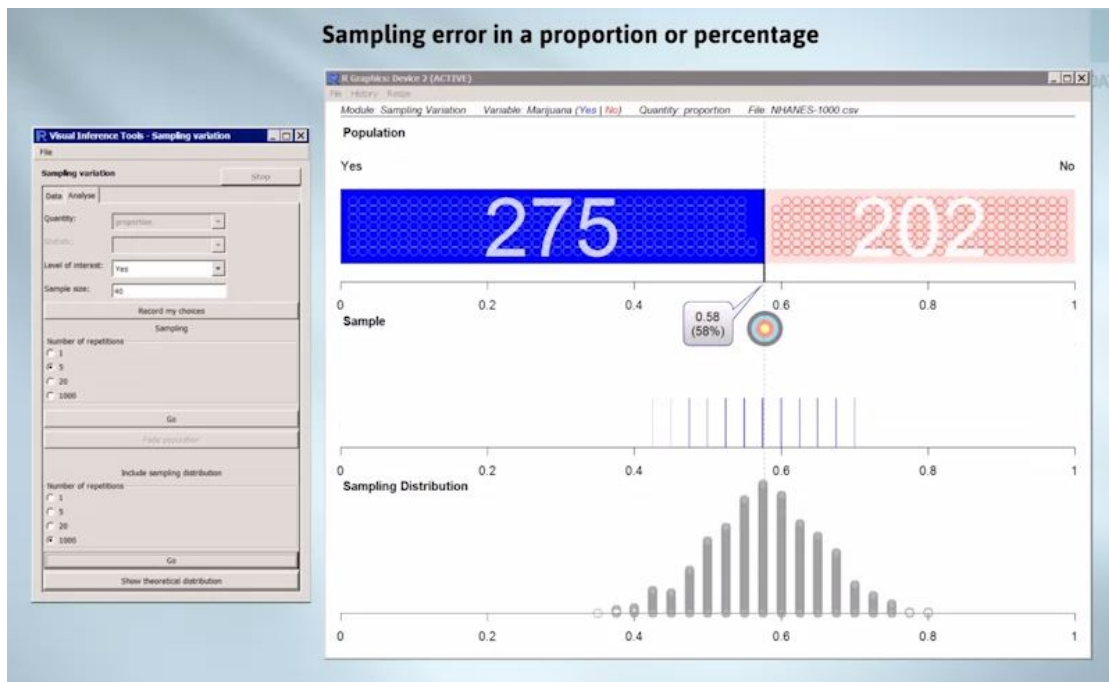 Sampling error in a proportion or percentage
R Graphics: Device 2 (ACTIVE)
File History Resize
Module: Sampling Variation Variable: Marijuana (Yes | No) Quantity: proportion File: NHANES-1000.csv
Population
Yes No
275 202
0 0.2 0.4 0.6 0.8 1
0.58
(58%)
Sample
0 0.2 0.4 0.6 0.8 1
Sampling Distribution
0 0.2 0.4 0.6 0.8 1
Visual Inference Tools - Sampling variation
File
Sampling variation Stop
Data Analyse
Quantity: proportion
Statistic:
Level of interest: Yes
Sample size: 40
Record my choices
Sampling
Number of repetitions
1
5
20
1000
Go
Fade population
Include sampling distribution
Number of repetitions
1
5
20
1000
Go
Show theoretical distribution